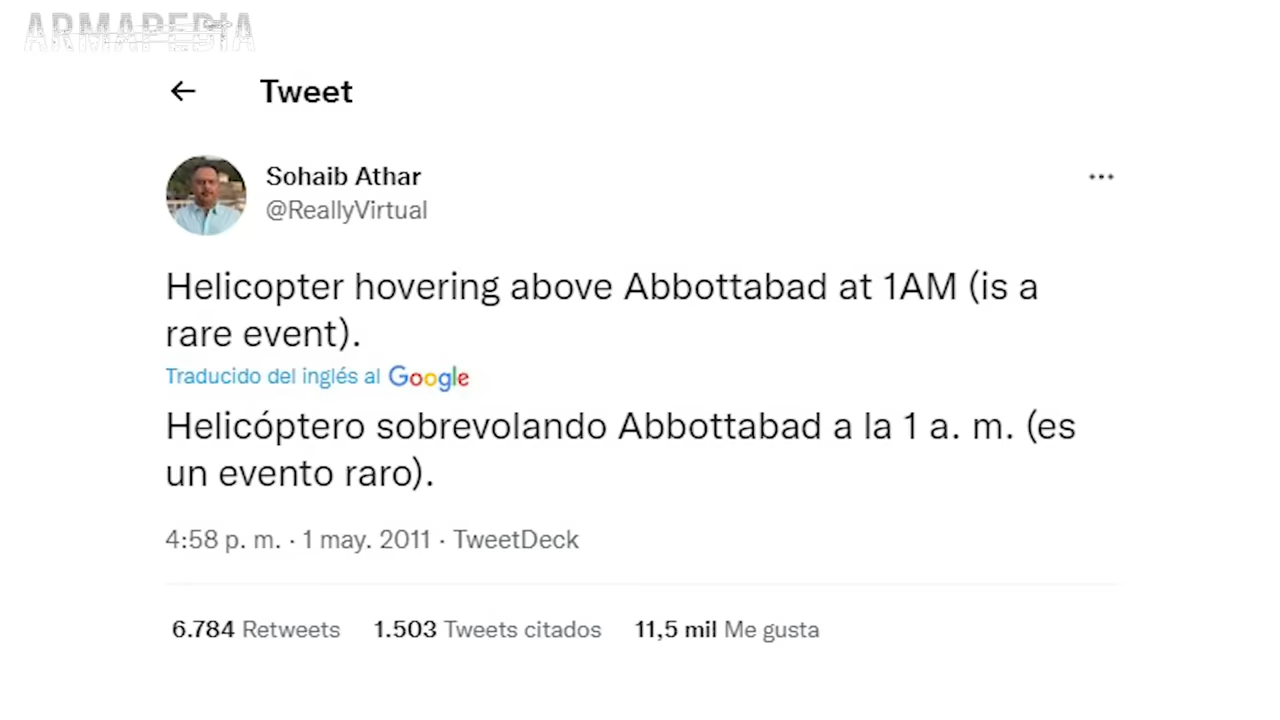 ARMAPEDIA
Tweet
Sohaib Athar
@ReallyVirtual
Helicopter hovering above Abbottabad at 1AM (is a
rare event).
Traducido del inglés al Google
Helicóptero sobrevolando Abbottabad a la 1 a. m. (es
un evento raro).
4:58 p. m. · 1 may. 2011 · TweetDeck
6.784 Retweets 1.503 Tweets citados 11,5 mil Me gusta